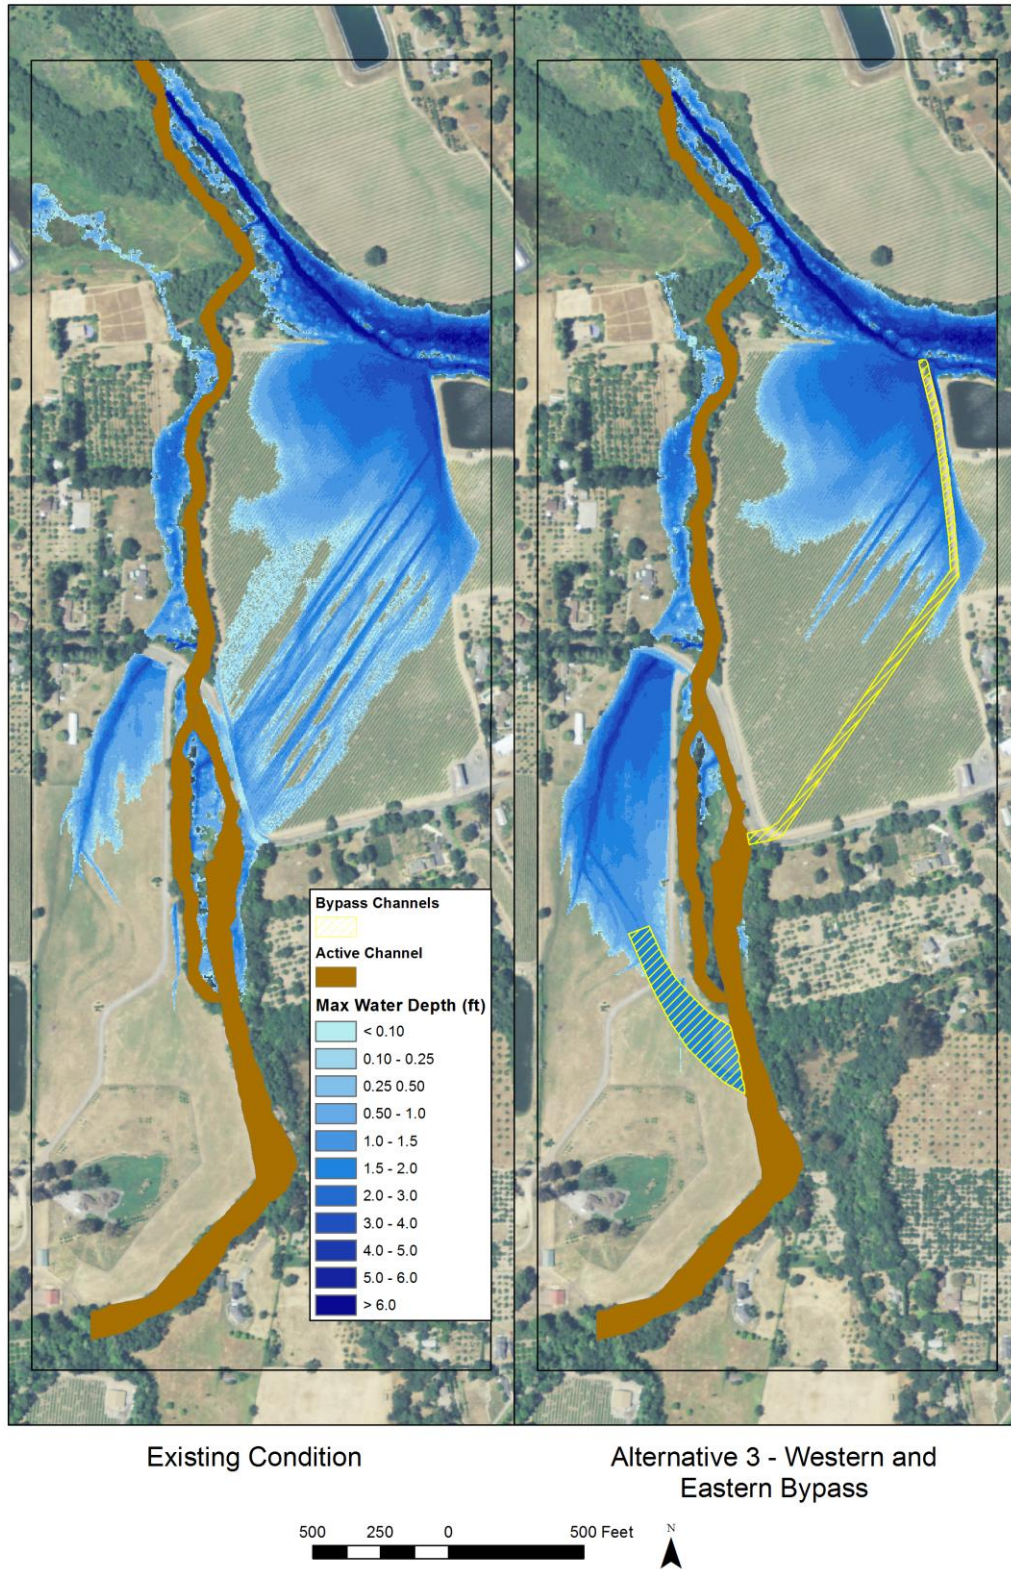 Bypass Channels
Active Channel
Max Water Depth (ft)
< 0.10
0.10 - 0.25
0.25 0.50
0.50 - 1.0
1.0 - 1.5
1.5 - 2.0
2.0 - 3.0
3.0 - 4.0
4.0 - 5.0
5.0 - 6.0
> 6.0
Existing Condition
Alternative 3 - Western and
Eastern Bypass
500 250 0 500 Feet
N